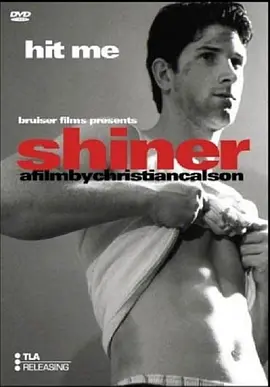 DVD
hit me
bruiser films presents
shiner
afilmbychristiancalson
TLA
RELEASING